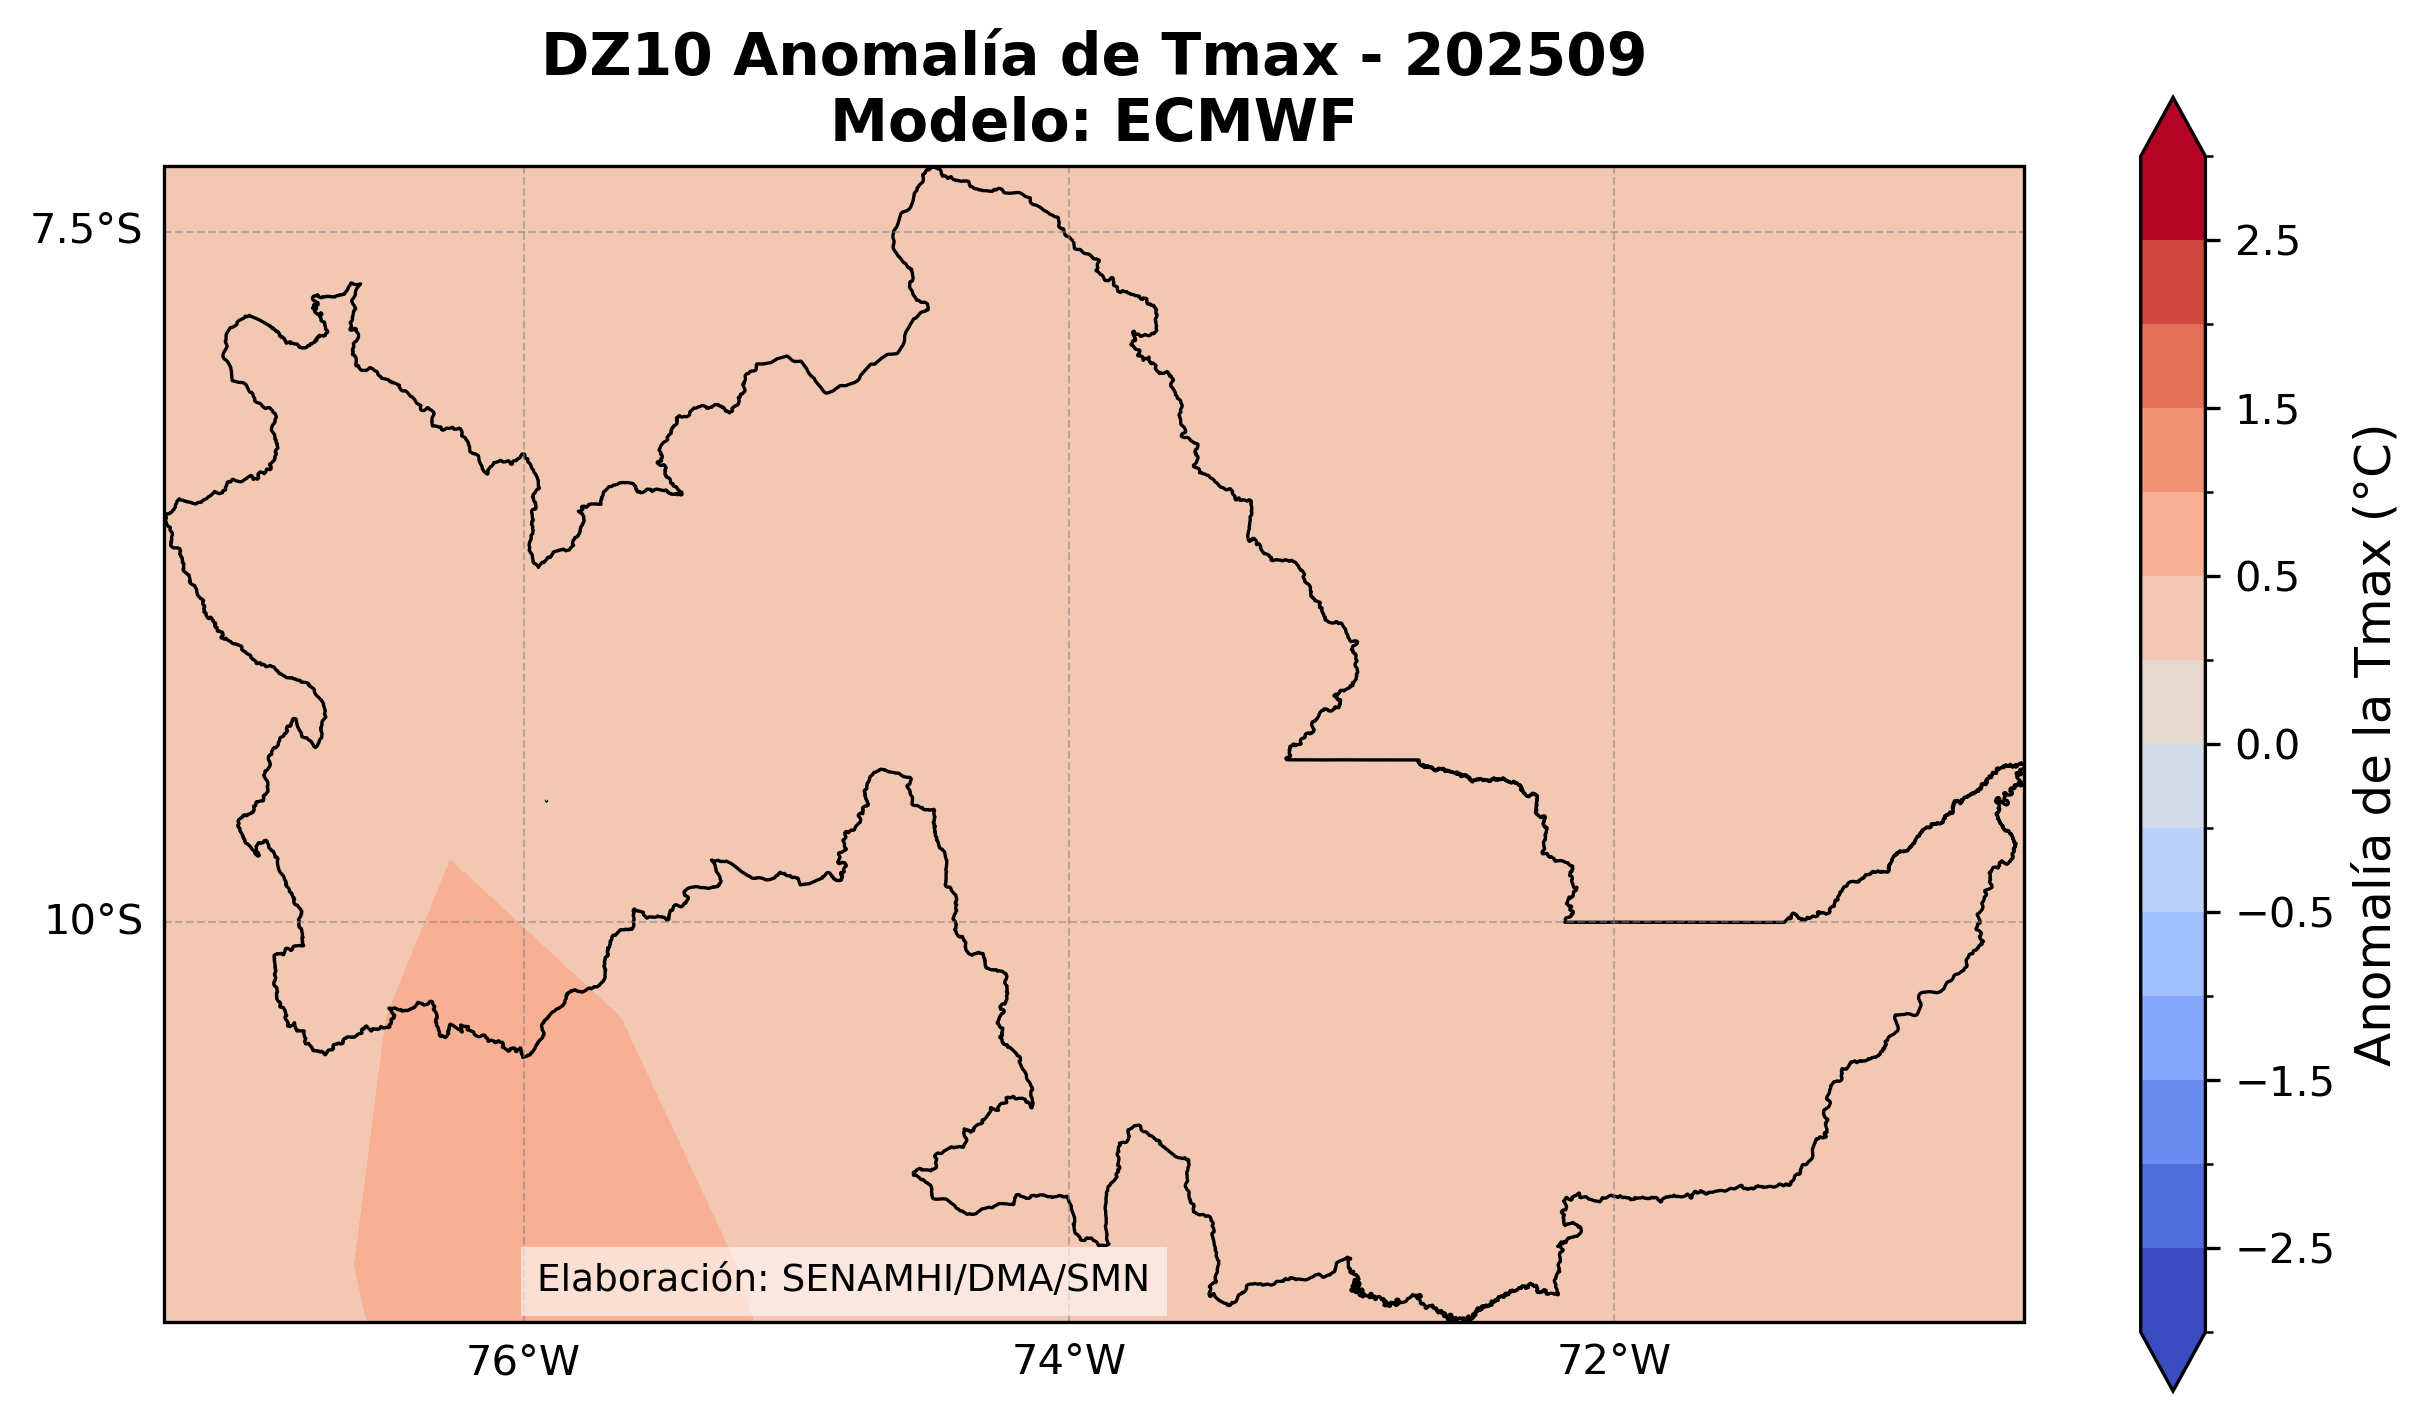 DZ10 Anomalía de Tmax - 202509
Modelo: ECMWF
7.5°S
10°S
76°W
74°W
72°W
Elaboración: SENAMHI/DMA/SMN
2.5
1.5
0.5
0.0
−0.5
−1.5
−2.5
Anomalía de la Tmax (°C)